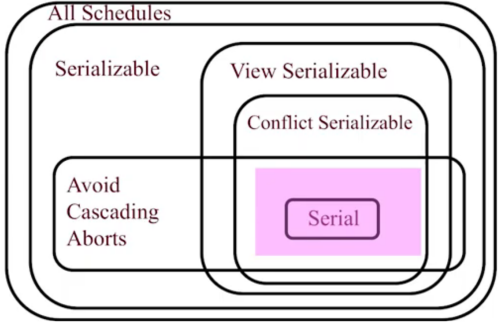 All Schedules
Serializable
View Serializable
Conflict Serializable
Avoid
Cascading
Aborts
Serial